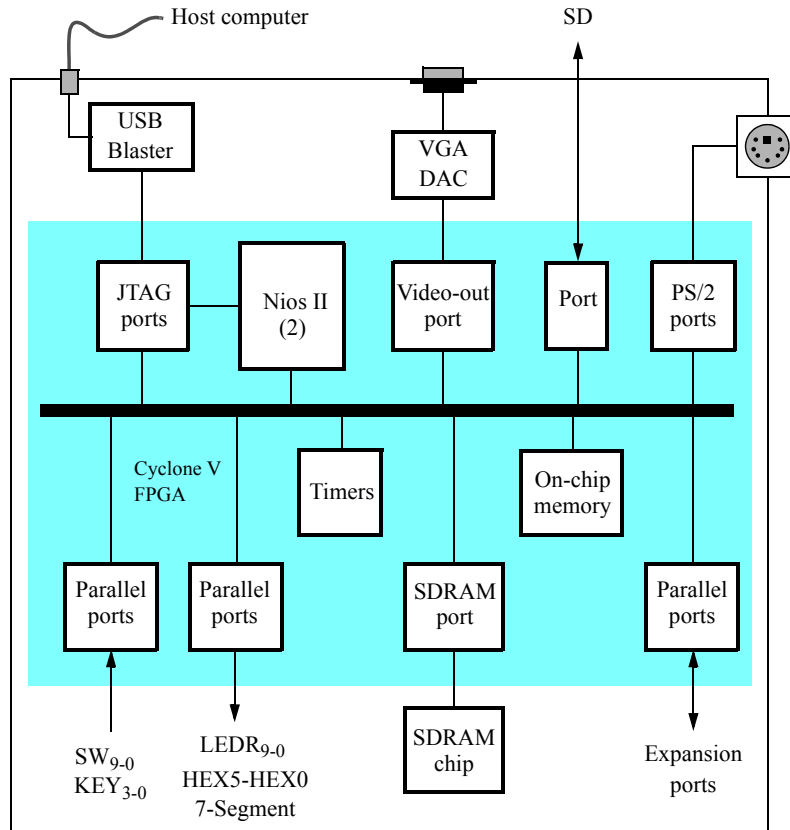 Host computer
SD
USB
Blaster
VGA
DAC
JTAG
ports
Nios II
(2)
Video-out
port
Port
PS/2
ports
Cyclone V
FPGA
Timers
On-chip
memory
Parallel
ports
Parallel
ports
SDRAM
port
Parallel
ports
SW9-0
KEY3-0
LEDR9-0
HEX5-HEX0
7-Segment
SDRAM
chip
Expansion
ports